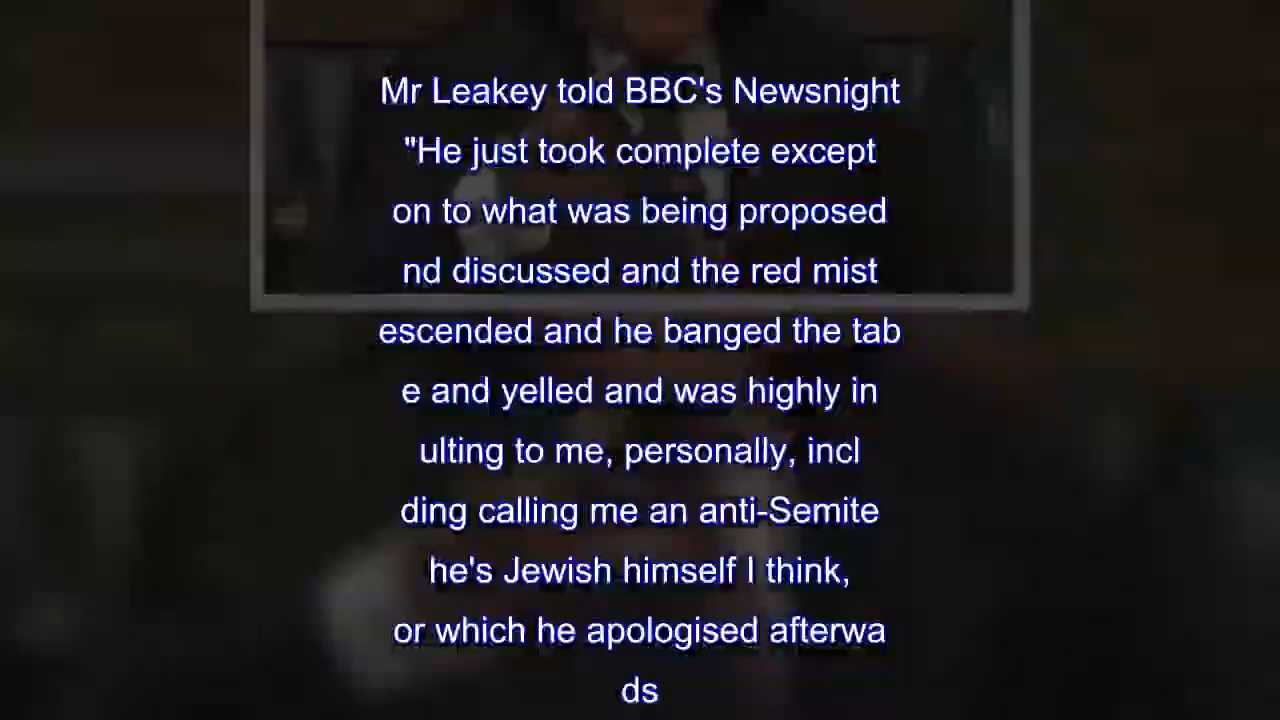 Mr Leakey told BBC's Newsnight
"He just took complete except
on to what was being proposed
nd discussed and the red mist
escended and he banged the tab
e and yelled and was highly in
ulting to me, personally, incl
ding calling me an anti-Semite
he's Jewish himself I think,
or which he apologised afterwa
ds